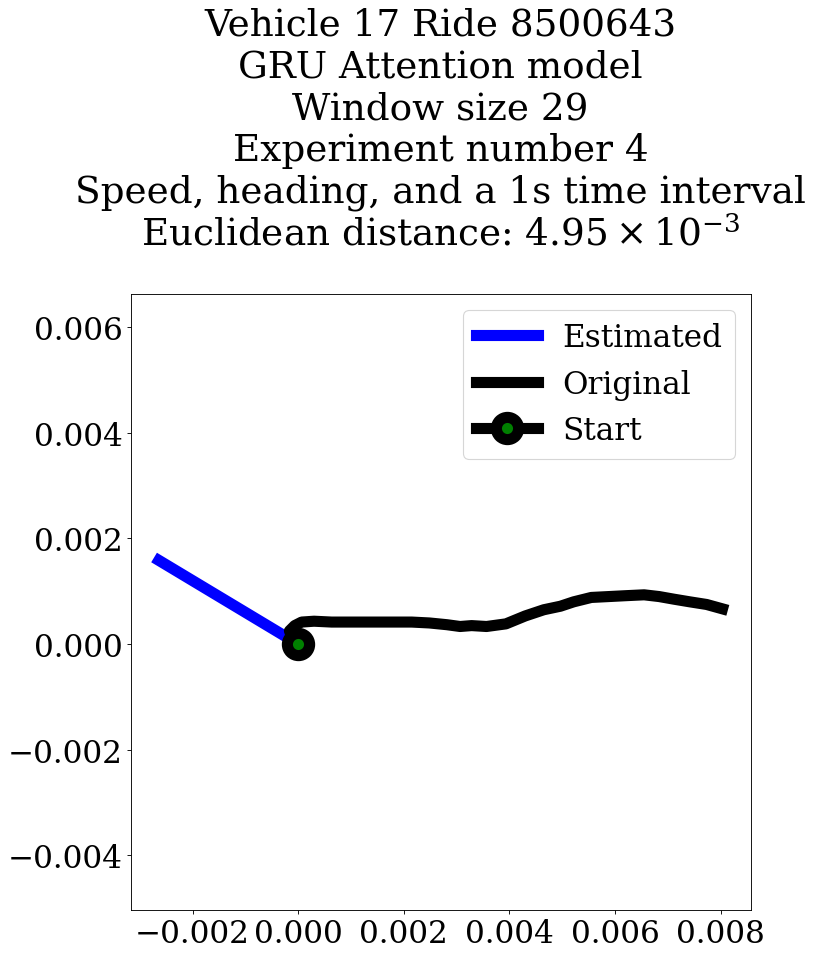 Vehicle 17 Ride 8500643
GRU Attention model
Window size 29
Experiment number 4
Speed, heading, and a 1s time interval
Euclidean distance: 4.95 × 10⁻³
0.006
0.004
0.002
0.000
−0.002
−0.004
Estimated
Original
Start
−0.002 0.000 0.002 0.004 0.006 0.008